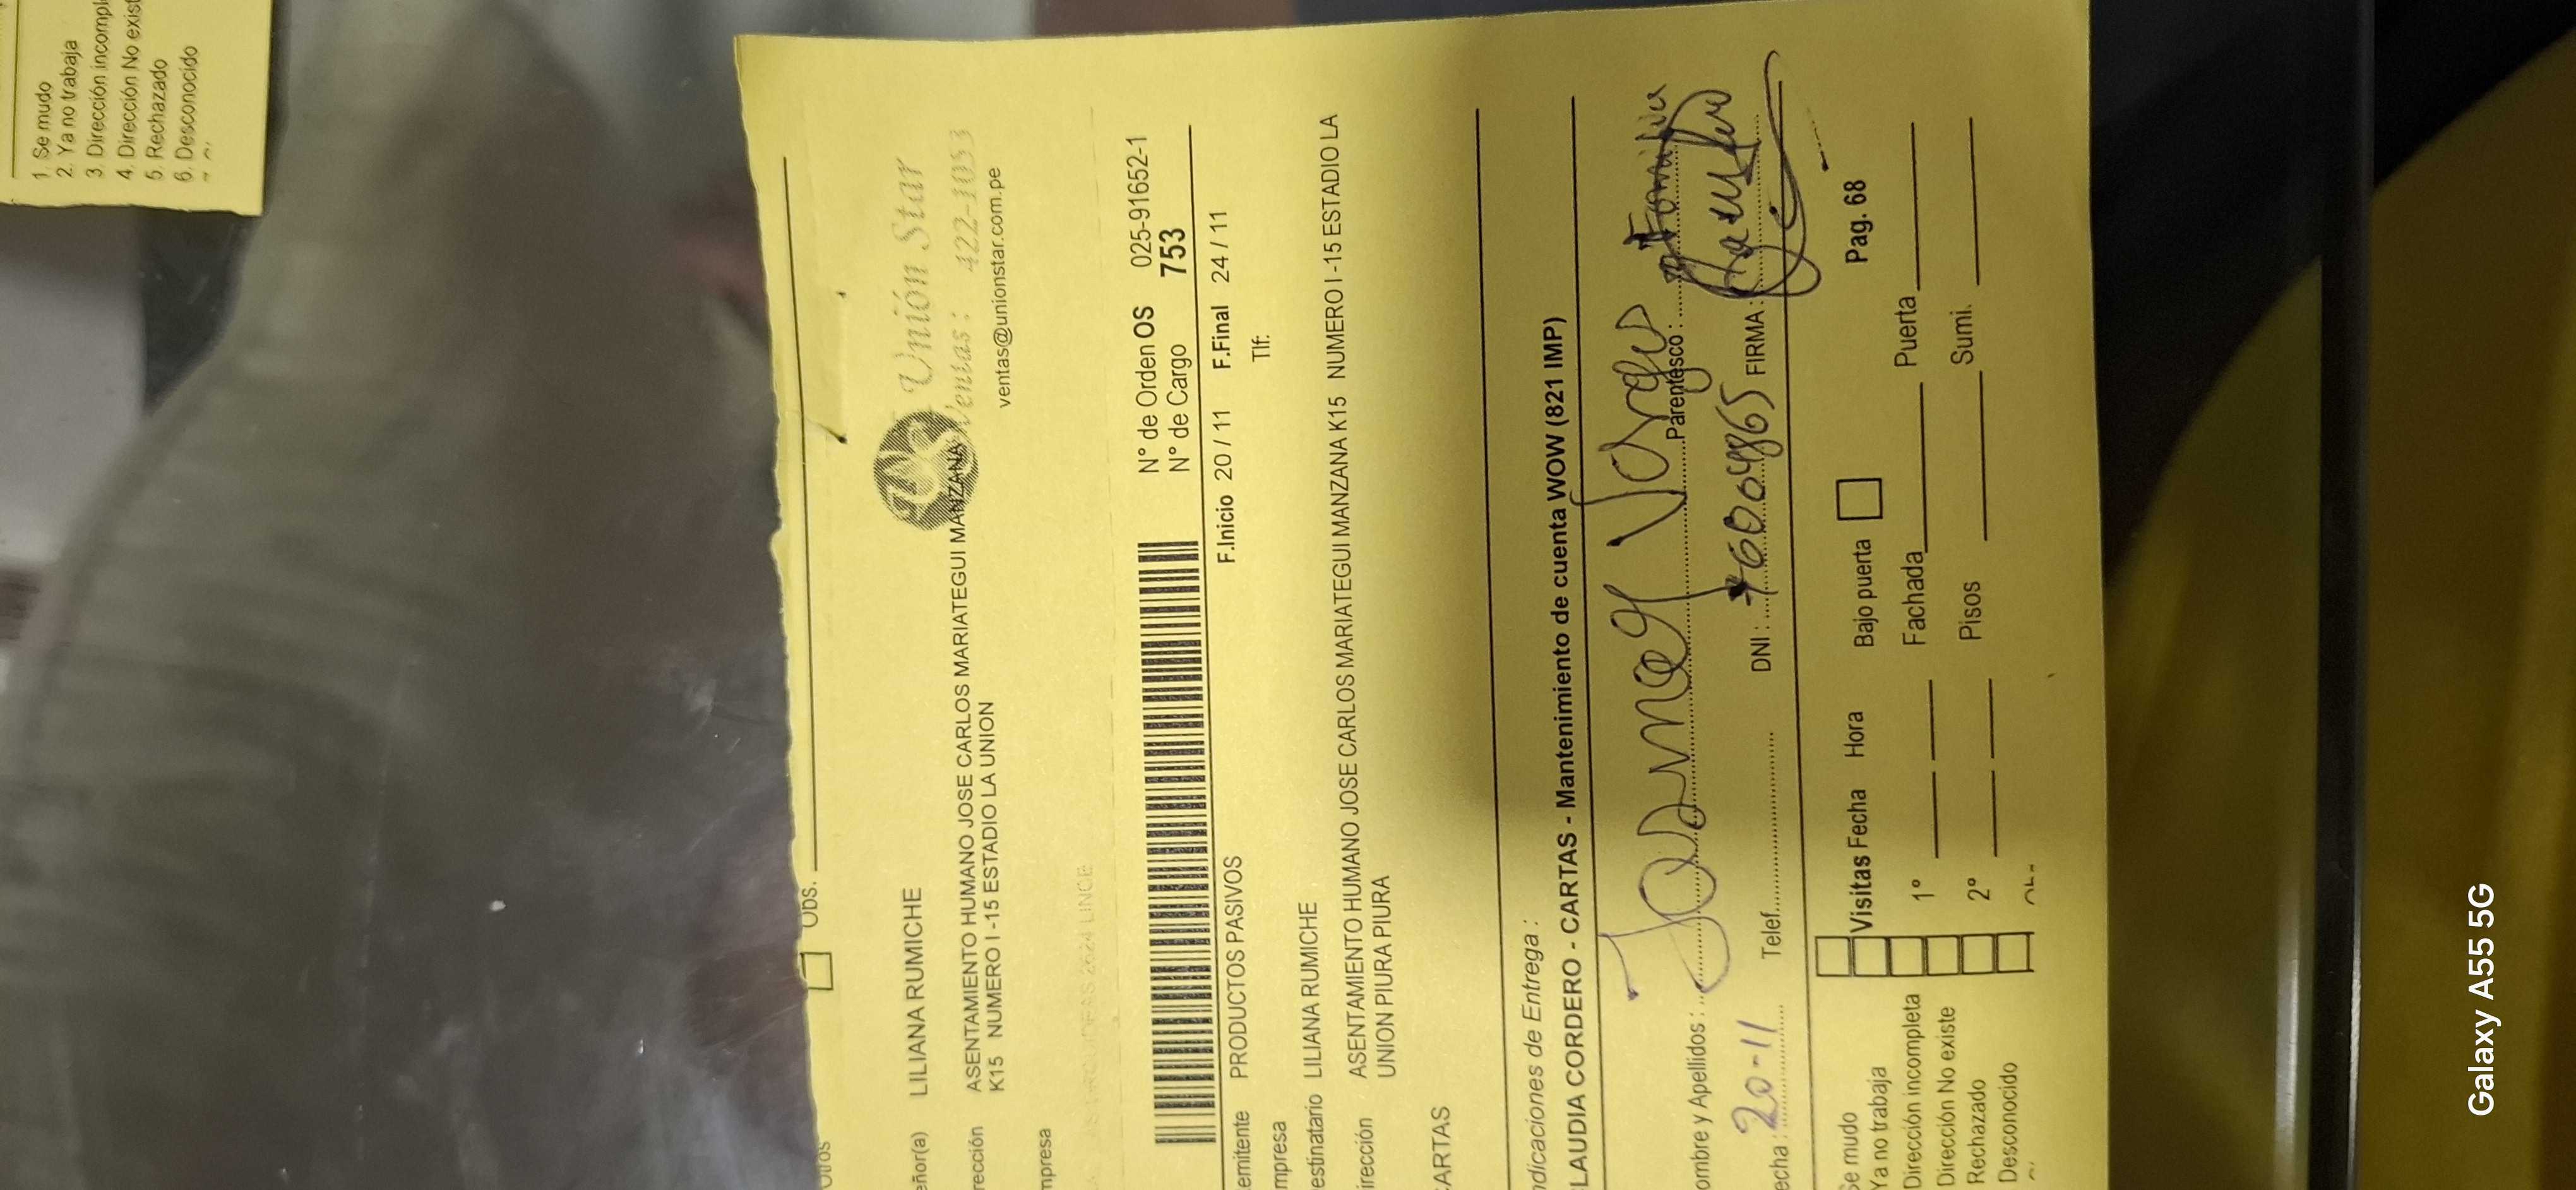 1. Se mudo
2. Ya no trabaja
3. Dirección incompl
4. Dirección No exist
5. Rechazado
6. Desconocido
Otros Obs.
Unión Star
Ventas: 422-1053
ventas@unionstar.com.pe
eñor(a) LILIANA RUMICHE
rección ASENTAMIENTO HUMANO JOSE CARLOS MARIATEGUI MANZANA
K15 NUMERO I -15 ESTADIO LA UNION
mpresa
N° de Orden OS 025-91652-1
N° de Cargo 753
F.Inicio 20 / 11 F.Final 24 / 11
emitente PRODUCTOS PASIVOS Tlf:
mpresa
estinatario LILIANA RUMICHE
irección ASENTAMIENTO HUMANO JOSE CARLOS MARIATEGUI MANZANA K15 NUMERO I -15 ESTADIO LA
UNION PIURA PIURA
CARTAS
ndicaciones de Entrega :
LAUDIA CORDERO - CARTAS - Mantenimiento de cuenta WOW (821 IMP)
ombre y Apellidos : Parentesco :
echa : 20-11 Telef. DNI : FIRMA :
Se mudo
Ya no trabaja
Dirección incompleta
Dirección No existe
Rechazado
Desconocido
Visitas Fecha Hora Bajo puerta Pag. 68
1° Fachada Puerta
2° Pisos Sumi.